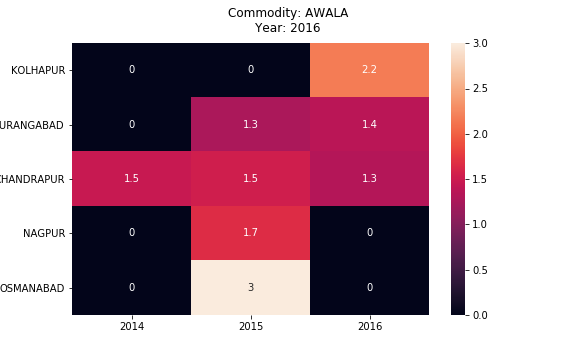 Commodity: AWALA
Year: 2016
KOLHAPUR 0 0 2.2
URANGABAD 0 1.3 1.4
HANDRAPUR 1.5 1.5 1.3
NAGPUR 0 1.7 0
OSMANABAD 0 3 0
2014 2015 2016
3.0
2.5
2.0
1.5
1.0
0.5
0.0